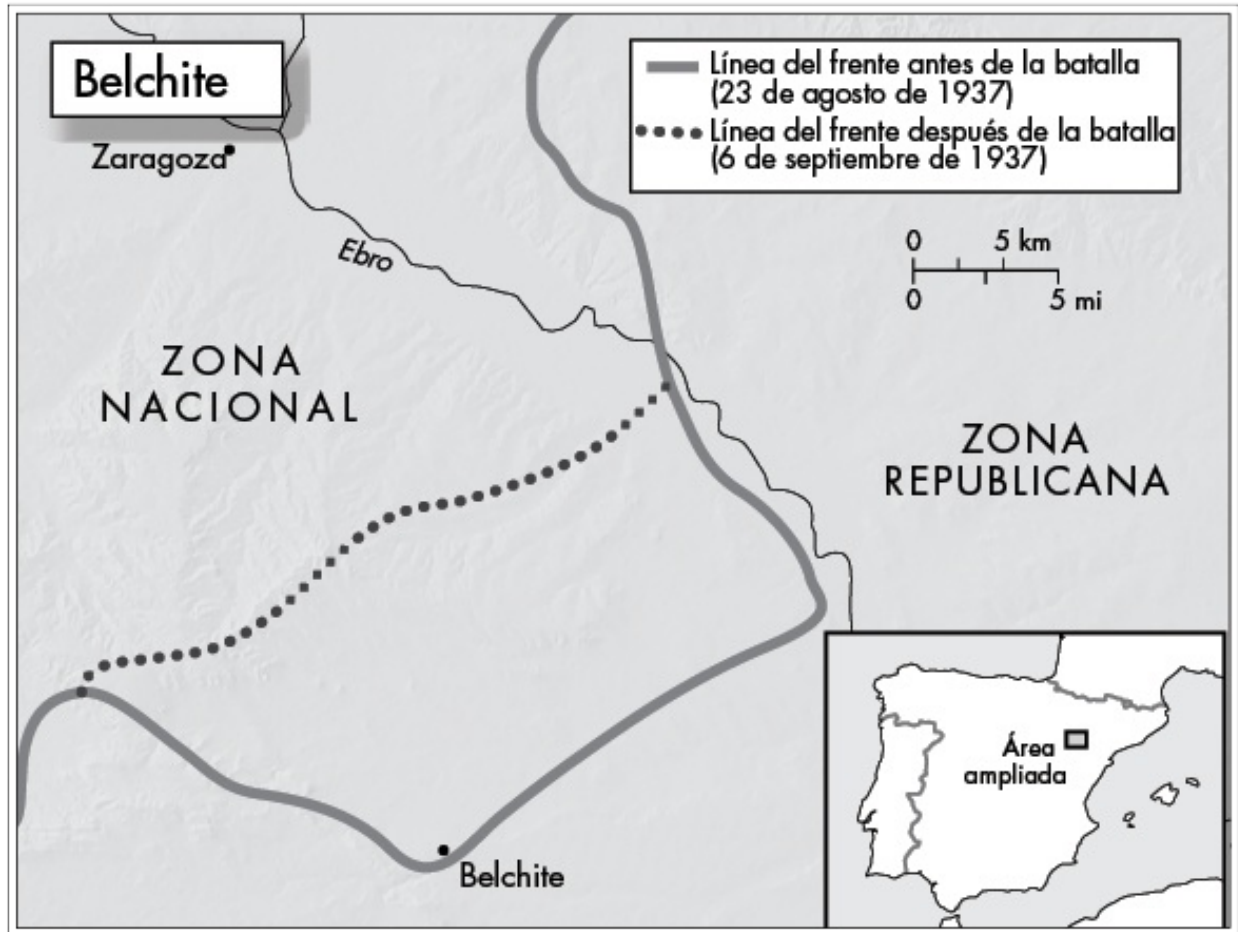 Belchite
Línea del frente antes de la batalla
(23 de agosto de 1937)
Línea del frente después de la batalla
(6 de septiembre de 1937)
Zaragoza
Ebro
0 5 km
0 5 mi
ZONA
NACIONAL
ZONA
REPUBLICANA
Área
ampliada
Belchite